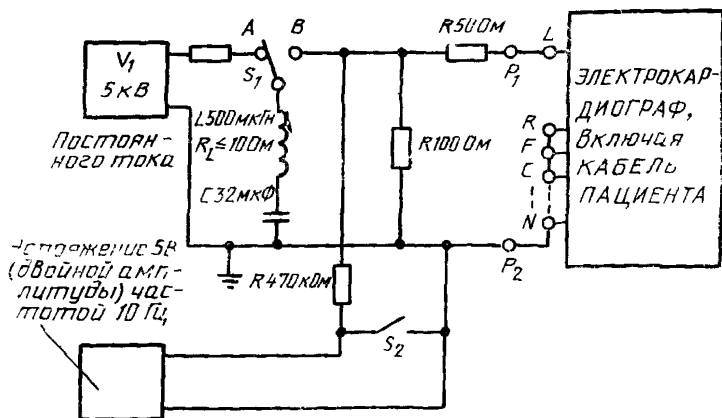 V1
5кВ
Постоян-
ного тока
A
B
S1
L500мкГн
RL≤10Ом
C32мкФ
R50Ом
P1
L
R100Ом
R
F
C
N
P2
ЭЛЕКТРОКАР-
ДИОГРАФ,
ВКЛЮЧАЯ
КАБЕЛЬ
ПАЦИЕНТА
5В
(двойной амп-
литуды) час-
тотой 10 Гц
R470кОм
S2